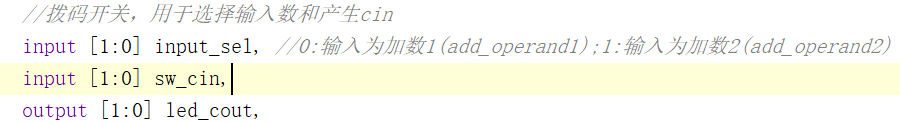 //拨码开关，用于选择输入数和产生cin
input [1:0] input_sel, //0:输入为加数1(add_operand1);1:输入为加数2(add_operand2)
input [1:0] sw_cin,
output [1:0] led_cout,